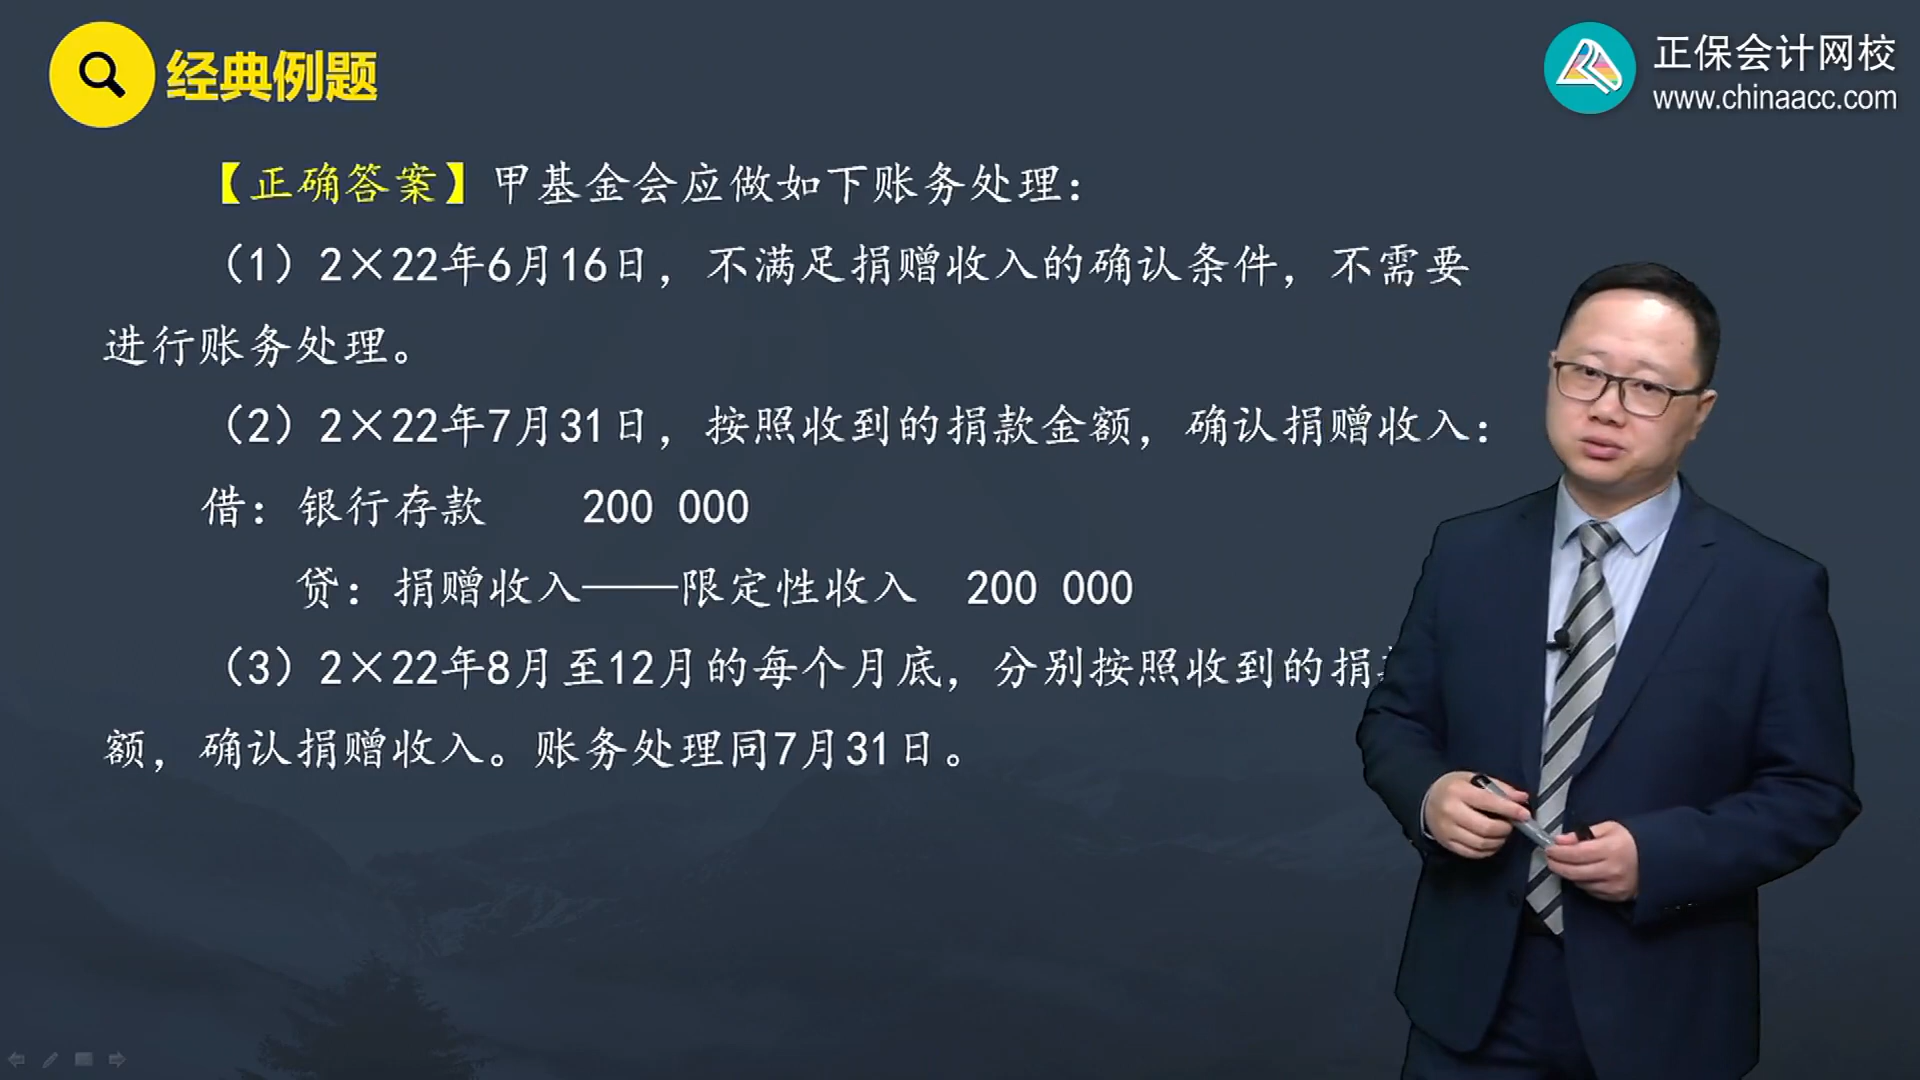 经典例题
正保会计网校
www.chinaacc.com
【正确答案】甲基金会应做如下账务处理：
（1）2×22年6月16日，不满足捐赠收入的确认条件，不需要
进行账务处理。
（2）2×22年7月31日，按照收到的捐款金额，确认捐赠收入：
借：银行存款 200 000
贷：捐赠收入——限定性收入 200 000
（3）2×22年8月至12月的每个月底，分别按照收到的捐
额，确认捐赠收入。账务处理同7月31日。